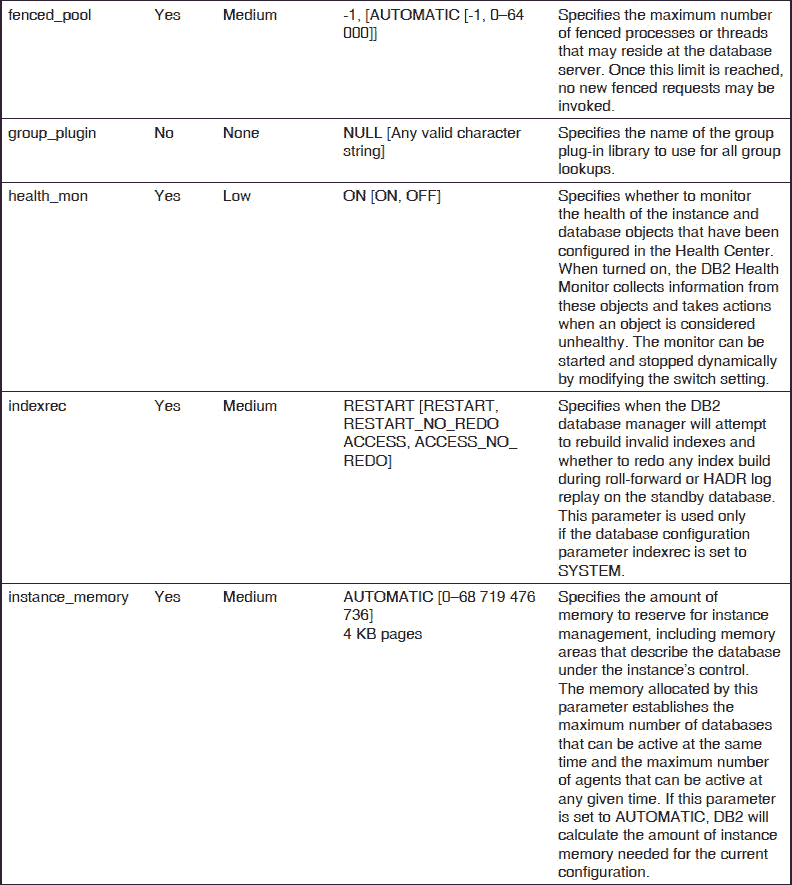 fenced_pool Yes Medium -1, [AUTOMATIC [-1, 0–64
000]]
Specifies the maximum number
of fenced processes or threads
that may reside at the database
server. Once this limit is reached,
no new fenced requests may be
invoked.
group_plugin No None NULL [Any valid character
string]
Specifies the name of the group
plug-in library to use for all group
lookups.
health_mon Yes Low ON [ON, OFF]
Specifies whether to monitor
the health of the instance and
database objects that have been
configured in the Health Center.
When turned on, the DB2 Health
Monitor collects information from
these objects and takes actions
when an object is considered
unhealthy. The monitor can be
started and stopped dynamically
by modifying the switch setting.
indexrec Yes Medium RESTART [RESTART,
RESTART_NO_REDO
ACCESS, ACCESS_NO_
REDO]
Specifies when the DB2
database manager will attempt
to rebuild invalid indexes and
whether to redo any index build
during roll-forward or HADR log
replay on the standby database.
This parameter is used only
if the database configuration
parameter indexrec is set to
SYSTEM.
instance_memory Yes Medium AUTOMATIC [0–68 719 476
736]
4 KB pages
Specifies the amount of
memory to reserve for instance
management, including memory
areas that describe the database
under the instance's control.
The memory allocated by this
parameter establishes the
maximum number of databases
that can be active at the same
time and the maximum number
of agents that can be active at
any given time. If this parameter
is set to AUTOMATIC, DB2 will
calculate the amount of instance
memory needed for the current
configuration.